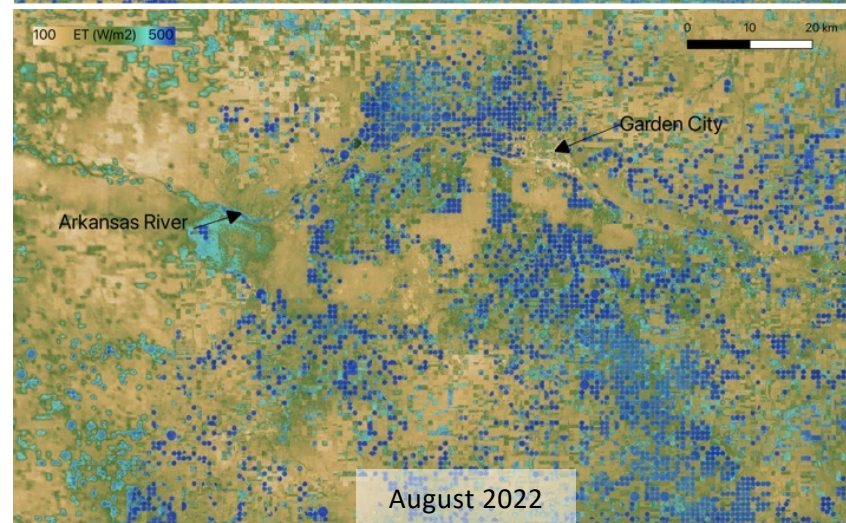 100 ET (W/m2) 500
0 10 20 km
Garden City
Arkansas River
August 2022